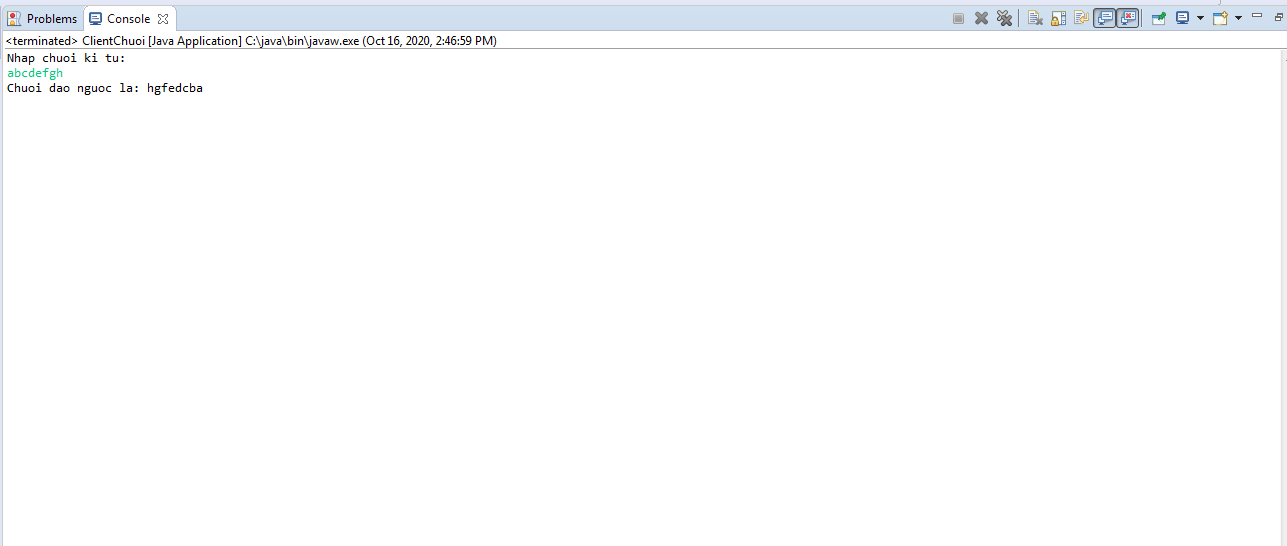 Problems Console
<terminated> ClientChuoi [Java Application] C:\java\bin\javaw.exe (Oct 16, 2020, 2:46:59 PM)
Nhap chuoi ki tu:
abcdefgh
Chuoi dao nguoc la: hgfedcba